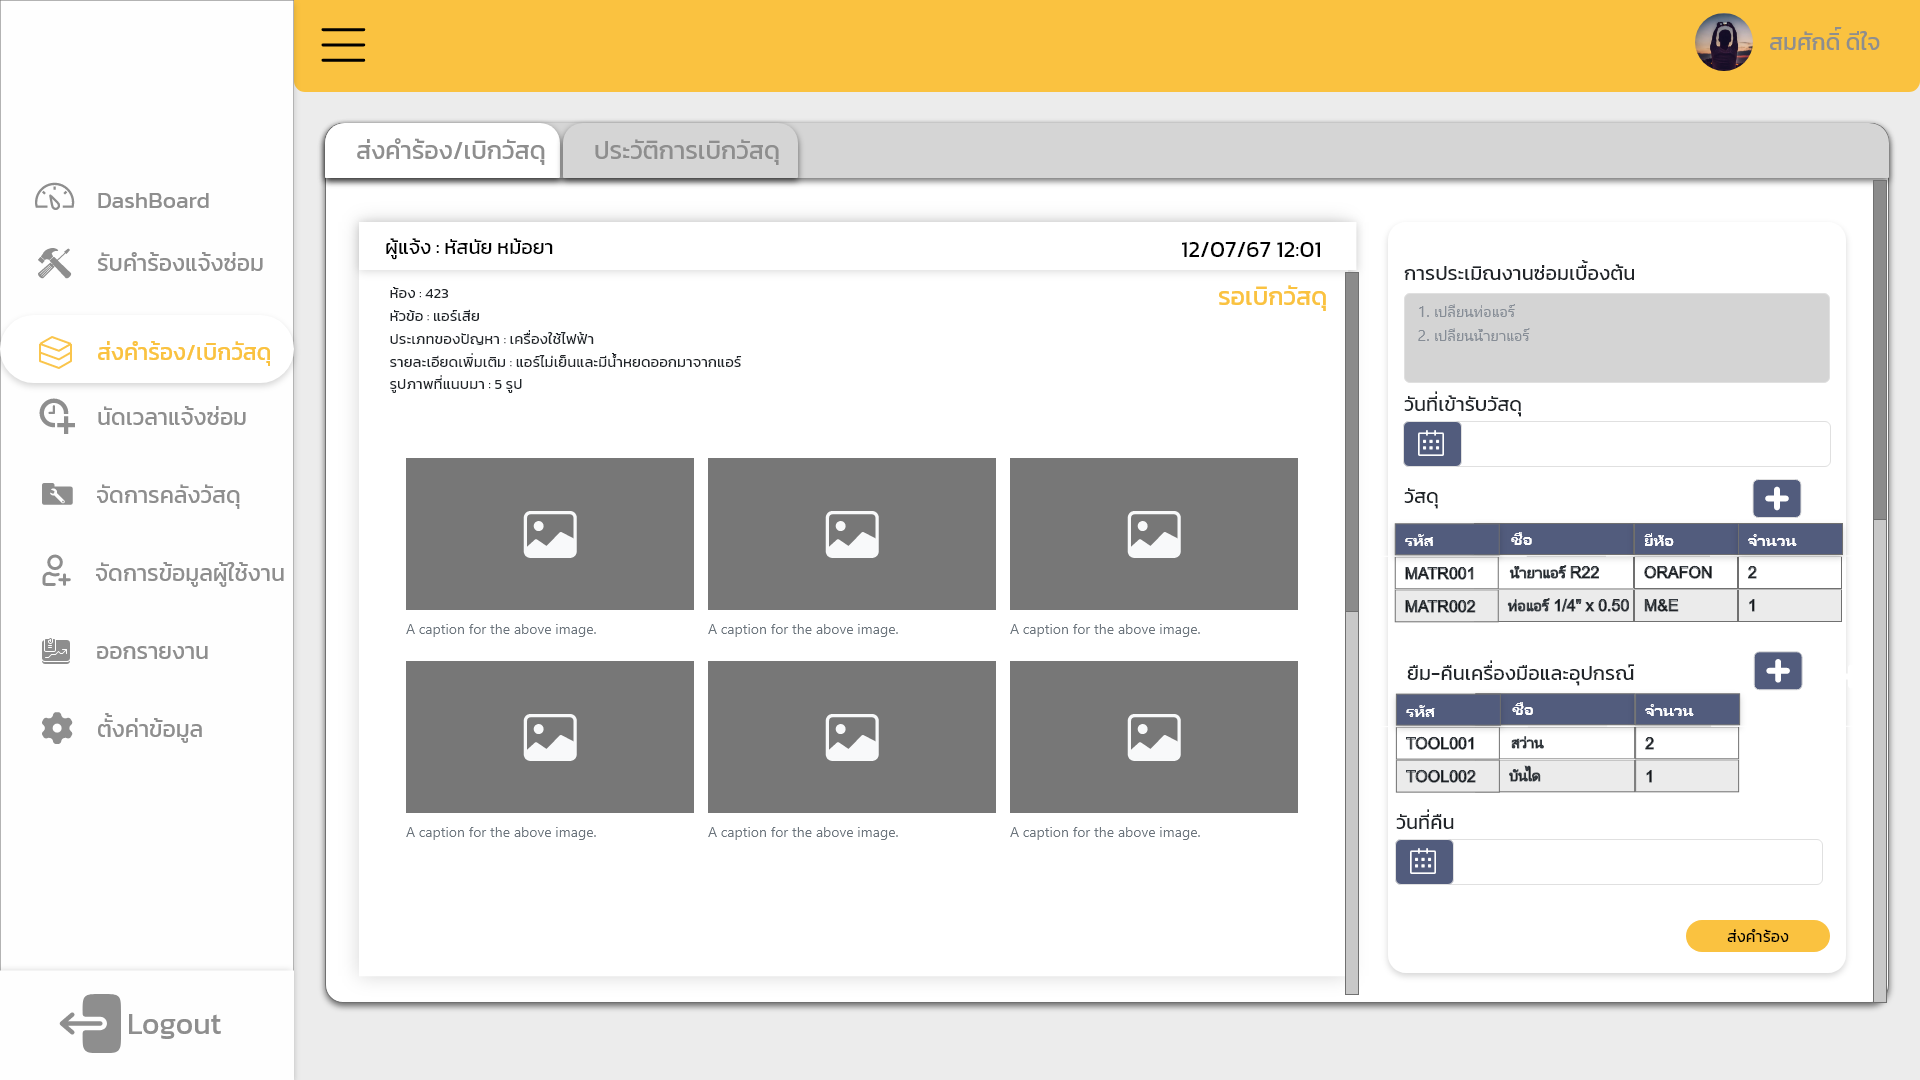 สมศักดิ์ ดีใจ
ส่งคำร้อง/เบิกวัสดุ
ประวัติการเบิกวัสดุ
DashBoard
รับคำร้องแจ้งซ่อม
ส่งคำร้อง/เบิกวัสดุ
นัดเวลาแจ้งซ่อม
จัดการคลังวัสดุ
จัดการข้อมูลผู้ใช้งาน
ออกรายงาน
ตั้งค่าข้อมูล
Logout
ผู้แจ้ง : หัสนัย หม้อยา
12/07/67 12:01
รอเบิกวัสดุ
ห้อง : 423
หัวข้อ : แอร์เสีย
ประเภทของปัญหา : เครื่องใช้ไฟฟ้า
รายละเอียดเพิ่มเติม : แอร์ไม่เย็นและมีน้ำหยดออกมาจากแอร์
รูปภาพที่แนบมา : 5 รูป
A caption for the above image.
A caption for the above image.
A caption for the above image.
A caption for the above image.
A caption for the above image.
A caption for the above image.
การประเมิณงานซ่อมเบื้องต้น
1. เปลี่ยนท่อแอร์
2. เปลี่ยนน้ำยาแอร์
วันที่เข้ารับวัสดุ
วัสดุ
รหัส ชื่อ ยี่ห้อ จำนวน
MATR001 น้ำยาแอร์ R22 ORAFON 2
MATR002 ท่อแอร์ 1/4" x 0.50 M&E 1
ยืม-คืนเครื่องมือและอุปกรณ์
รหัส ชื่อ จำนวน
TOOL001 สว่าน 2
TOOL002 บันได 1
วันที่คืน
ส่งคำร้อง